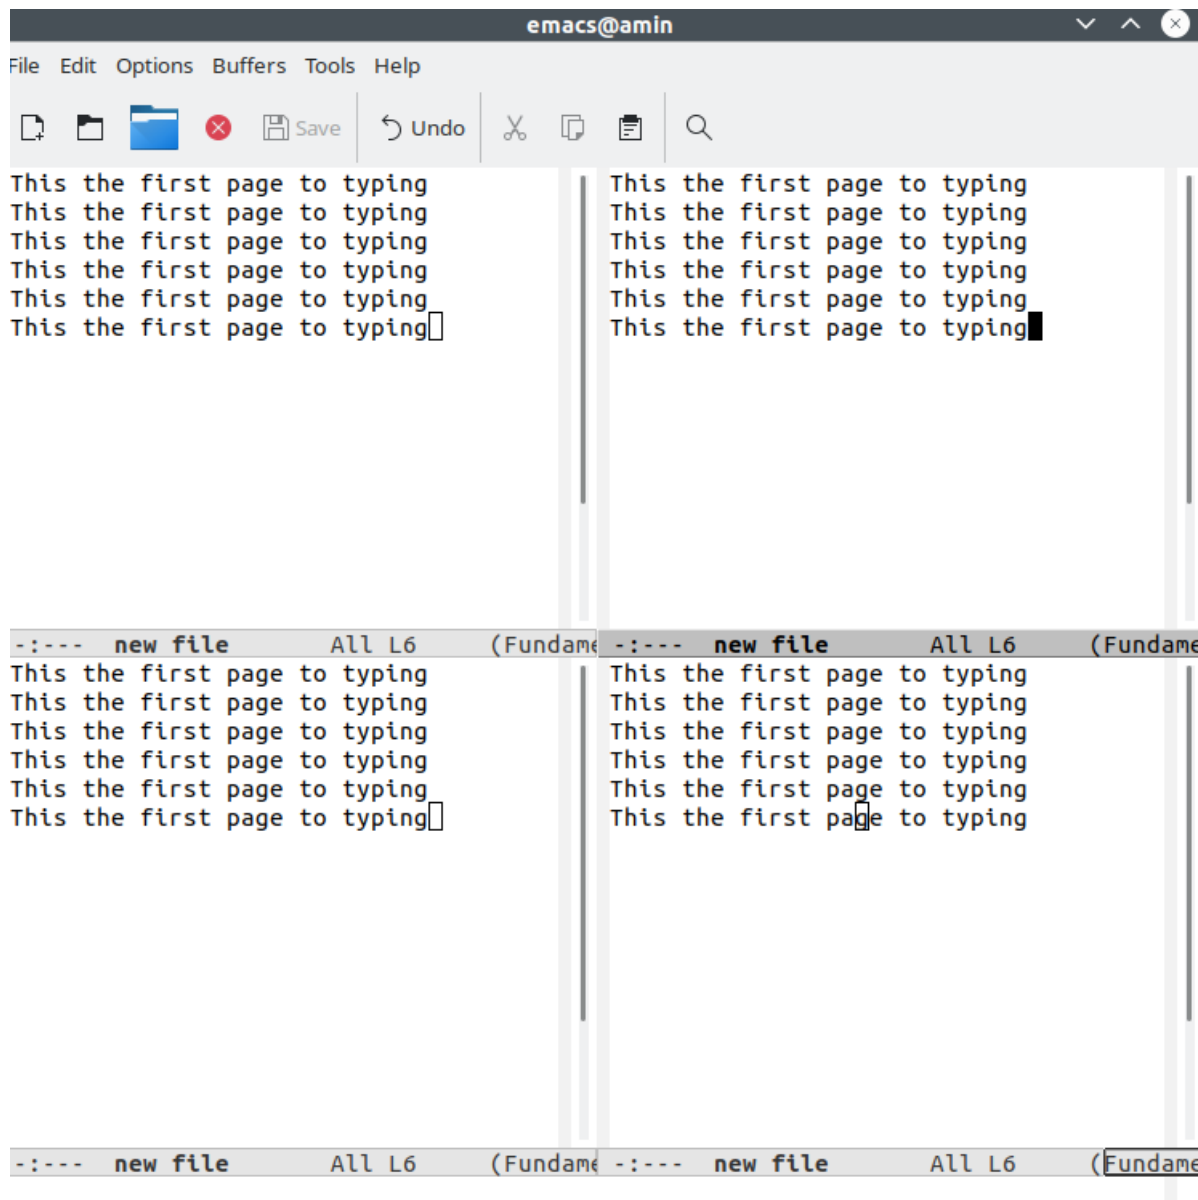 emacs@amin
File Edit Options Buffers Tools Help
Save Undo
This the first page to typing
This the first page to typing
This the first page to typing
This the first page to typing
This the first page to typing
This the first page to typing
-:--- new file All L6 (Fundame
This the first page to typing
This the first page to typing
This the first page to typing
This the first page to typing
This the first page to typing
This the first page to typing
-:--- new file All L6 (Fundame
This the first page to typing
This the first page to typing
This the first page to typing
This the first page to typing
This the first page to typing
This the first page to typing
-:--- new file All L6 (Fundame
This the first page to typing
This the first page to typing
This the first page to typing
This the first page to typing
This the first page to typing
This the first page to typing
-:--- new file All L6 (Fundame